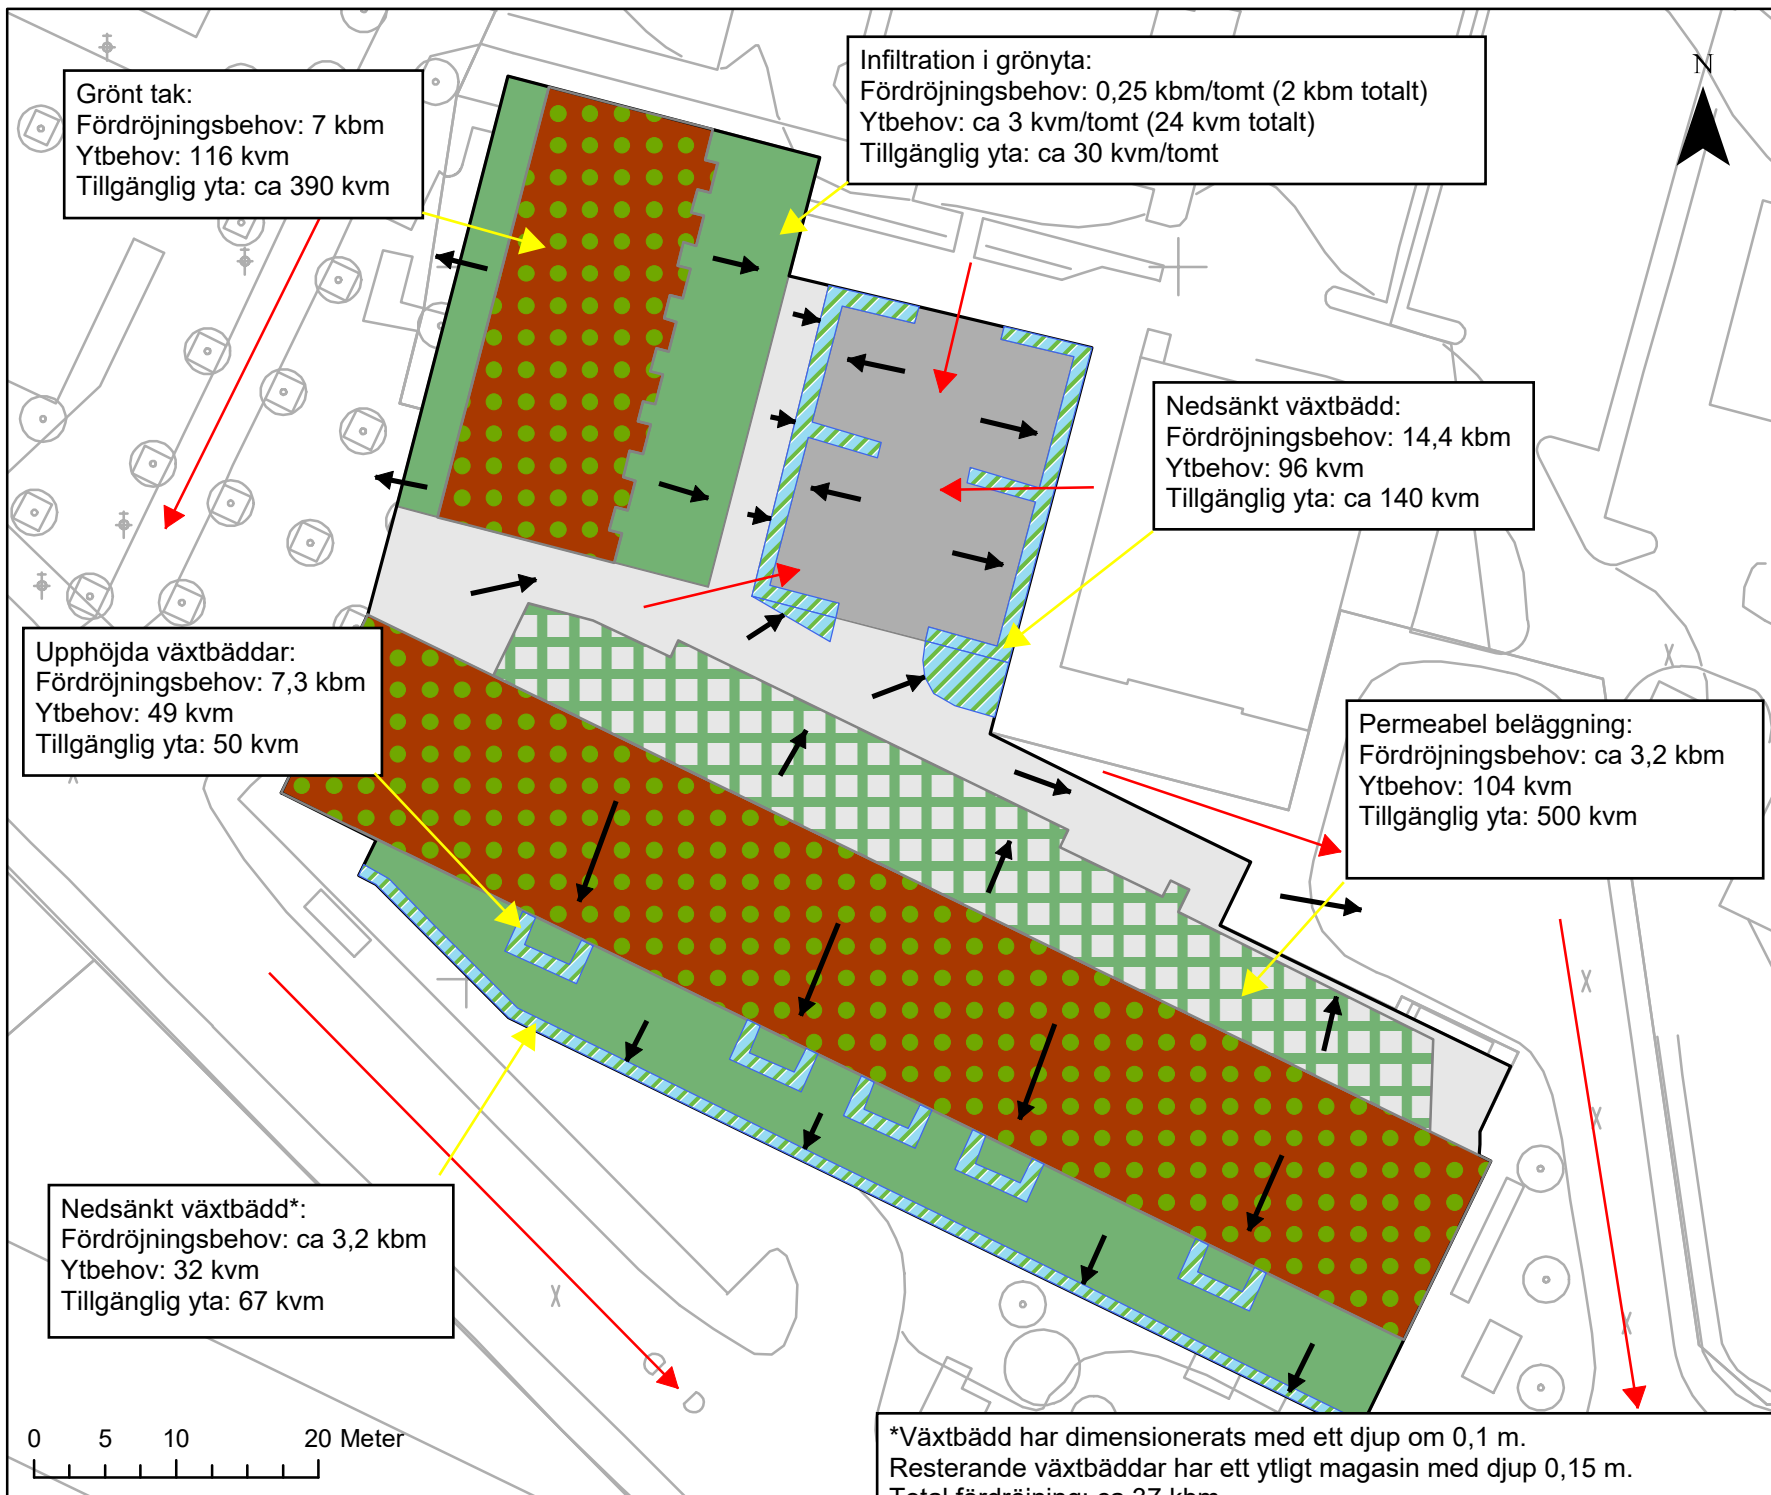 Grönt tak:
Fördröjningsbehov: 7 kbm
Ytbehov: 116 kvm
Tillgänglig yta: ca 390 kvm
Infiltration i grönyta:
Fördröjningsbehov: 0,25 kbm/tomt (2 kbm totalt)
Ytbehov: ca 3 kvm/tomt (24 kvm totalt)
Tillgänglig yta: ca 30 kvm/tomt
N
Nedsänkt växtbädd:
Fördröjningsbehov: 14,4 kbm
Ytbehov: 96 kvm
Tillgänglig yta: ca 140 kvm
Upphöjda växtbäddar:
Fördröjningsbehov: 7,3 kbm
Ytbehov: 49 kvm
Tillgänglig yta: 50 kvm
Permeabel beläggning:
Fördröjningsbehov: ca 3,2 kbm
Ytbehov: 104 kvm
Tillgänglig yta: 500 kvm
Nedsänkt växtbädd*:
Fördröjningsbehov: ca 3,2 kbm
Ytbehov: 32 kvm
Tillgänglig yta: 67 kvm
0 5 10 20 Meter
*Växtbädd har dimensionerats med ett djup om 0,1 m.
Resterande växtbäddar har ett ytligt magasin med djup 0,15 m.
Total fördröjning: ca 37 kbm